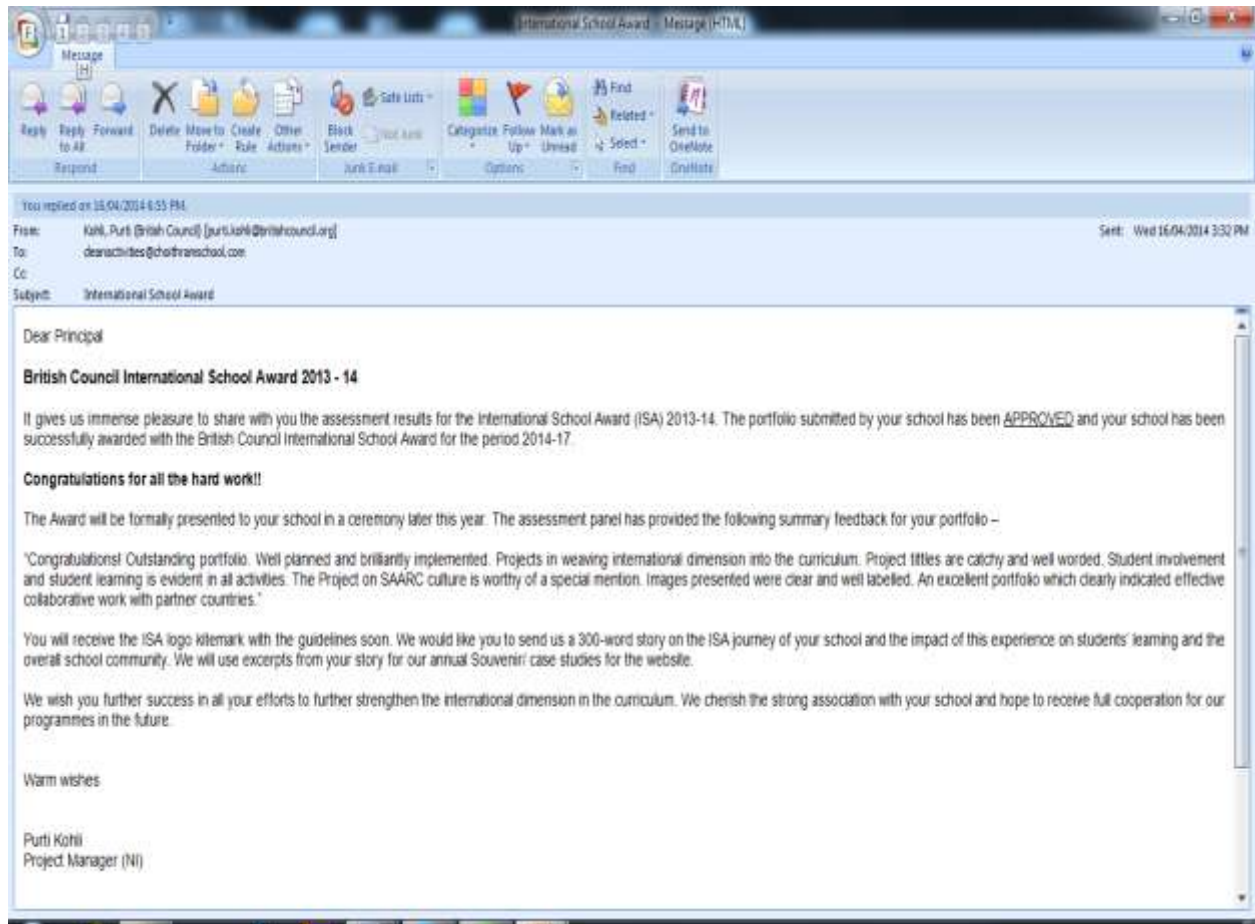 International School Award - Message (HTML)
Message
H
Reply Reply to All Forward Delete Move to Folder Create Rule Other Actions Block Sender Safe Lists Not Junk Categorize Follow Up Mark as Unread Find Related Select Send to OneNote
Respond Actions Junk E-mail Options Find OneNote
You replied on 16/04/2014 6:55 PM.
From: Kohli, Purti (British Council) [purti.kohli@britishcouncil.org] Sent: Wed 16/04/2014 3:32 PM
To: deanactivities@choithramschool.com
Cc
Subject: International School Award
Dear Principal
British Council International School Award 2013 - 14
It gives us immense pleasure to share with you the assessment results for the International School Award (ISA) 2013-14. The portfolio submitted by your school has been APPROVED and your school has been
successfully awarded with the British Council International School Award for the period 2014-17.
Congratulations for all the hard work!!
The Award will be formally presented to your school in a ceremony later this year. The assessment panel has provided the following summary feedback for your portfolio –
"Congratulations! Outstanding portfolio. Well planned and brilliantly implemented. Projects in weaving international dimension into the curriculum. Project titles are catchy and well worded. Student involvement
and student learning is evident in all activities. The Project on SAARC culture is worthy of a special mention. Images presented were clear and well labelled. An excellent portfolio which clearly indicated effective
collaborative work with partner countries."
You will receive the ISA logo kitemark with the guidelines soon. We would like you to send us a 300-word story on the ISA journey of your school and the impact of this experience on students' learning and the
overall school community. We will use excerpts from your story for our annual Souvenir/ case studies for the website.
We wish you further success in all your efforts to further strengthen the international dimension in the curriculum. We cherish the strong association with your school and hope to receive full cooperation for our
programmes in the future.
Warm wishes
Purti Kohli
Project Manager (NI)